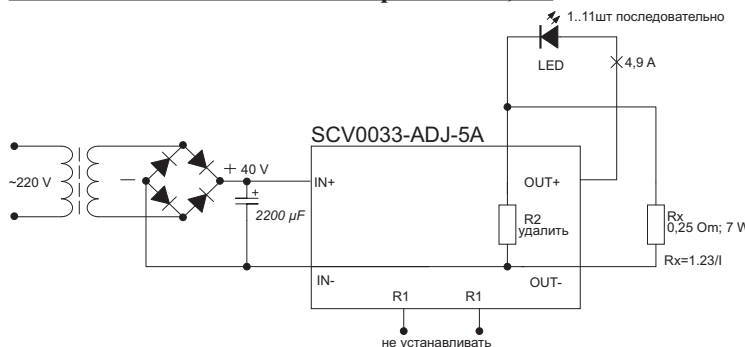 1..11шт последовательно
LED
4,9 A
SCV0033-ADJ-5A
~220 V
+ 40 V
IN+
OUT+
+
2200 µF
R2
удалить
Rx
0,25 Om; 7 W
Rx=1.23/I
IN-
OUT-
R1
R1
не устанавливать